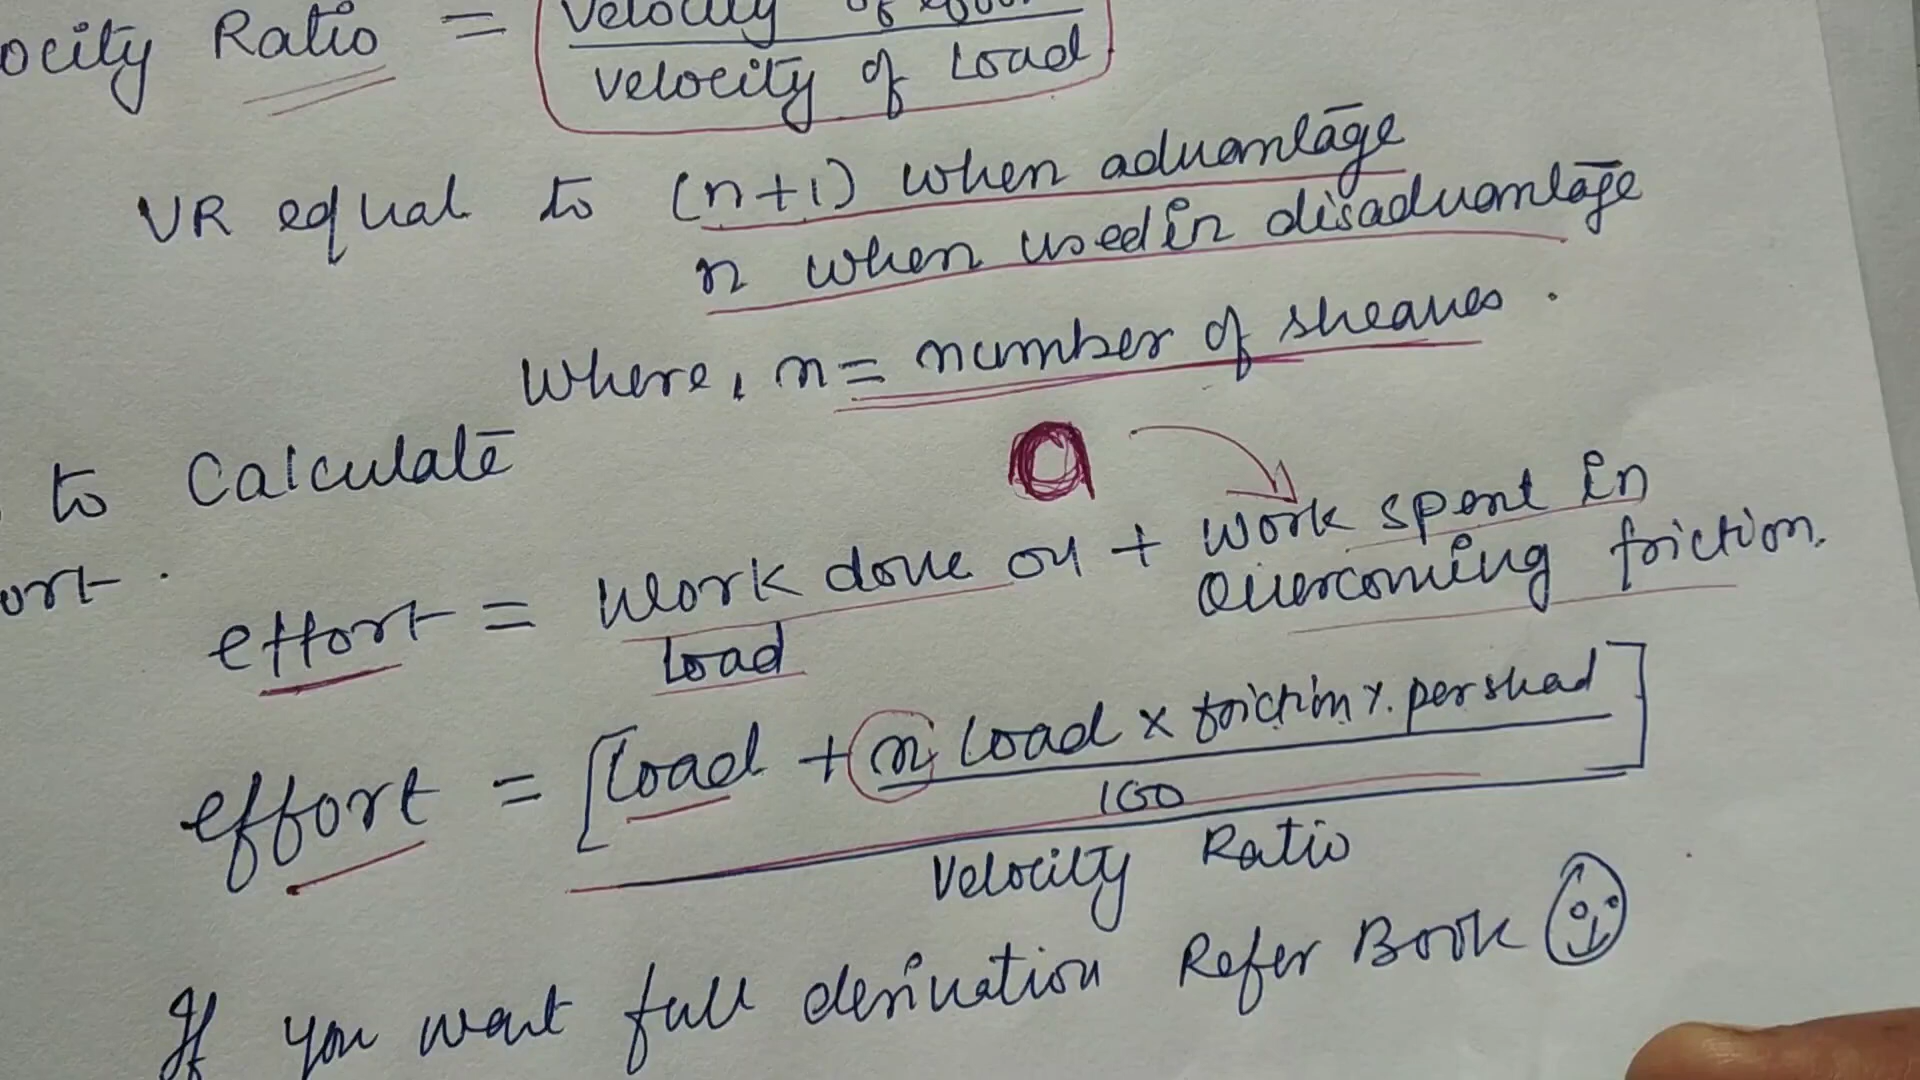 ocity Ratio = Velocity of effort
Velocity of Load
VR equal to (n+1) when advantage
n when used in disadvantage
Where, n = number of sheaves.
to Calculate
ort.
effort = Work done on + Work spent in
load overcoming friction.
effort = [load + n load x friction %. per shead]
100
Velocity Ratio
If you want full derivation Refer Book